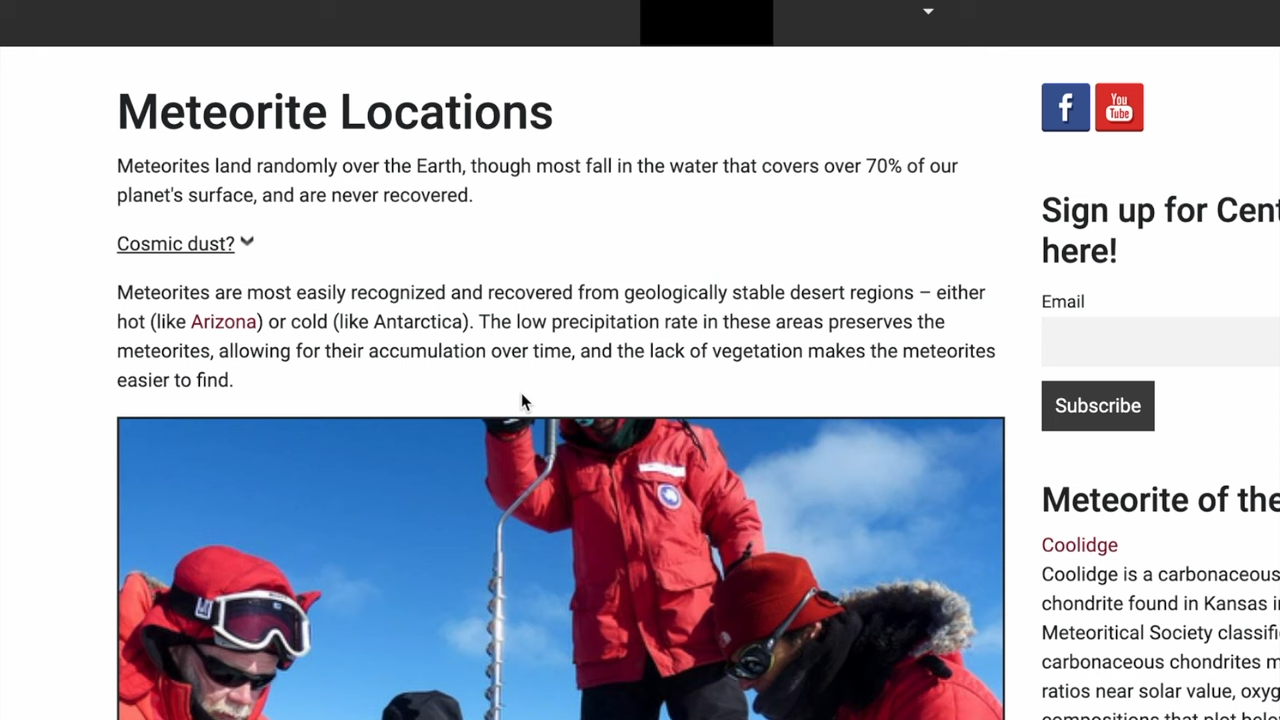 Meteorite Locations
Meteorites land randomly over the Earth, though most fall in the water that covers over 70% of our
planet's surface, and are never recovered.
Cosmic dust?
Meteorites are most easily recognized and recovered from geologically stable desert regions – either
hot (like Arizona) or cold (like Antarctica). The low precipitation rate in these areas preserves the
meteorites, allowing for their accumulation over time, and the lack of vegetation makes the meteorites
easier to find.
f
You
Tube
Sign up for Cent
here!
Email
Subscribe
Meteorite of the
Coolidge
Coolidge is a carbonaceous
chondrite found in Kansas i
Meteoritical Society classifi
carbonaceous chondrites m
ratios near solar value, oxyg
compositions that plot belo